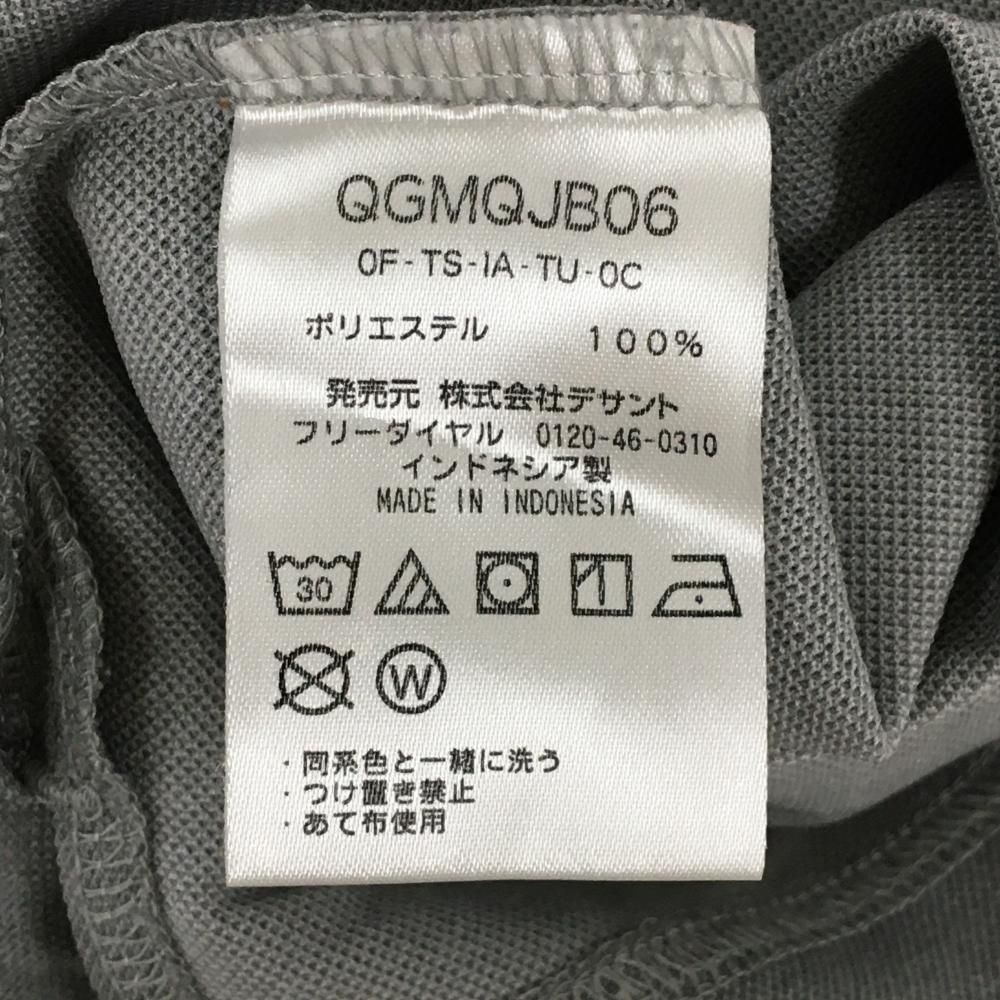 QGMQJB06
0F-TS-IA-TU-0C
ポリエステル 100%
発売元 株式会社デサント
フリーダイヤル 0120-46-0310
インドネシア製
MADE IN INDONESIA
30
W
・同系色と一緒に洗う
・つけ置き禁止
・あて布使用